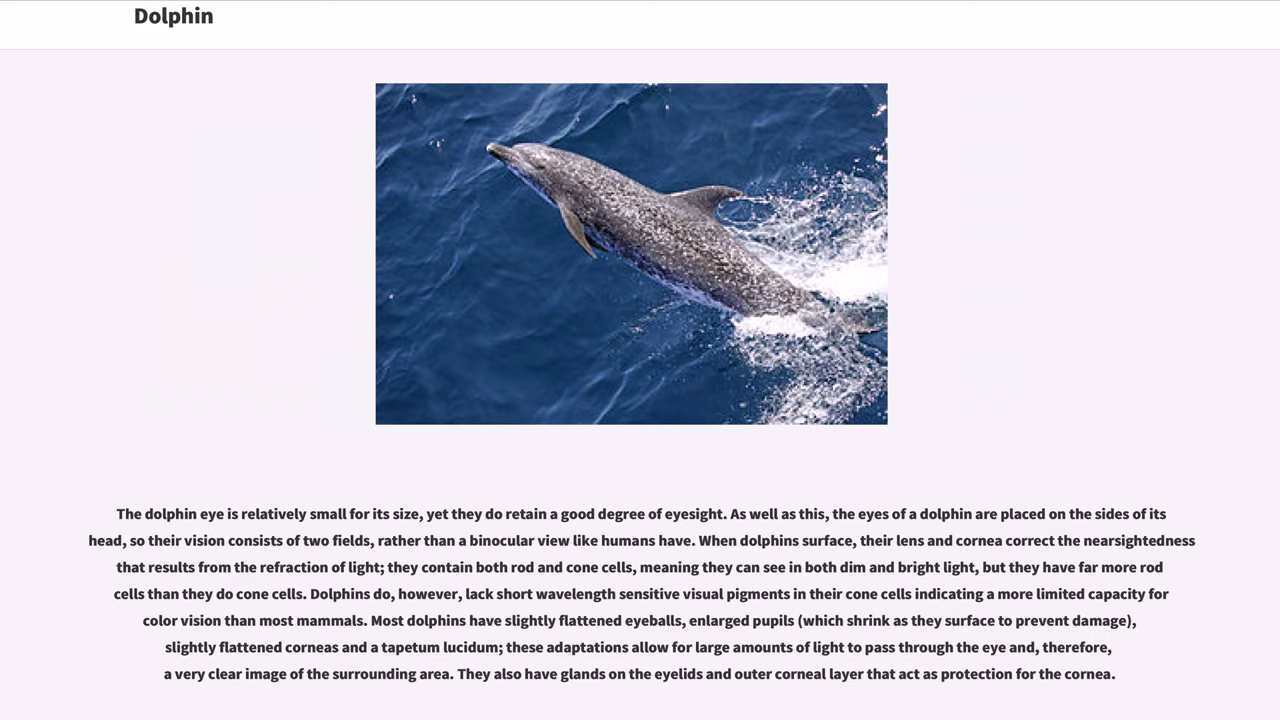 Dolphin
The dolphin eye is relatively small for its size, yet they do retain a good degree of eyesight. As well as this, the eyes of a dolphin are placed on the sides of its
head, so their vision consists of two fields, rather than a binocular view like humans have. When dolphins surface, their lens and cornea correct the nearsightedness
that results from the refraction of light; they contain both rod and cone cells, meaning they can see in both dim and bright light, but they have far more rod
cells than they do cone cells. Dolphins do, however, lack short wavelength sensitive visual pigments in their cone cells indicating a more limited capacity for
color vision than most mammals. Most dolphins have slightly flattened eyeballs, enlarged pupils (which shrink as they surface to prevent damage),
slightly flattened corneas and a tapetum lucidum; these adaptations allow for large amounts of light to pass through the eye and, therefore,
a very clear image of the surrounding area. They also have glands on the eyelids and outer corneal layer that act as protection for the cornea.